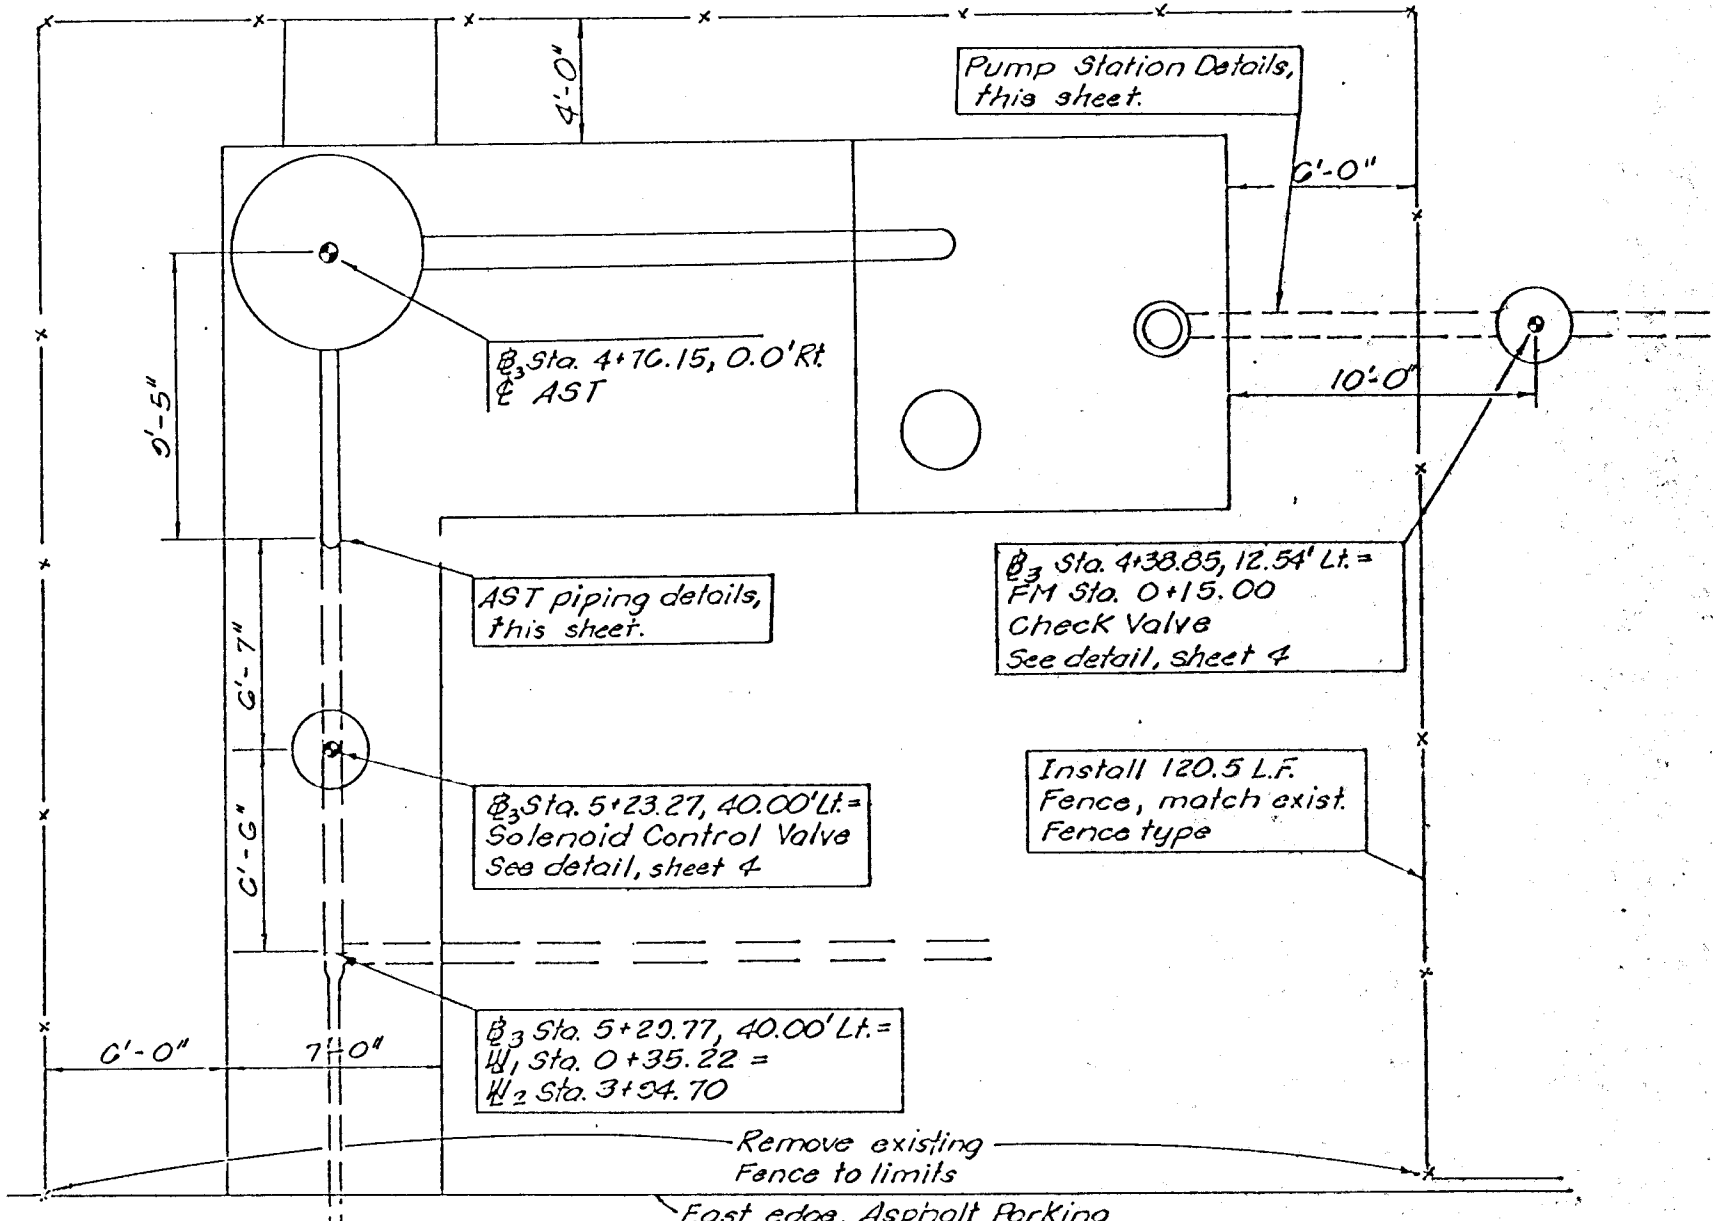 4'-0"
Pump Station Details,
this sheet.
6'-0"
9'-5"
B3 Sta. 4+76.15, 0.0' Rt.
℄ AST
10'-0"
B3 Sta. 4+38.85, 12.54' Lt. =
FM Sta. 0+15.00
Check Valve
See detail, sheet 4
AST piping details,
this sheet.
6'-7"
Install 120.5 L.F.
Fence, match exist.
Fence type
B3 Sta. 5+23.27, 40.00' Lt. =
Solenoid Control Valve
See detail, sheet 4
6'-6"
B3 Sta. 5+29.77, 40.00' Lt. =
W1 Sta. 0+35.22 =
W2 Sta. 3+94.70
6'-0"
7'-0"
Remove existing
Fence to limits
East edge, Asphalt Parking